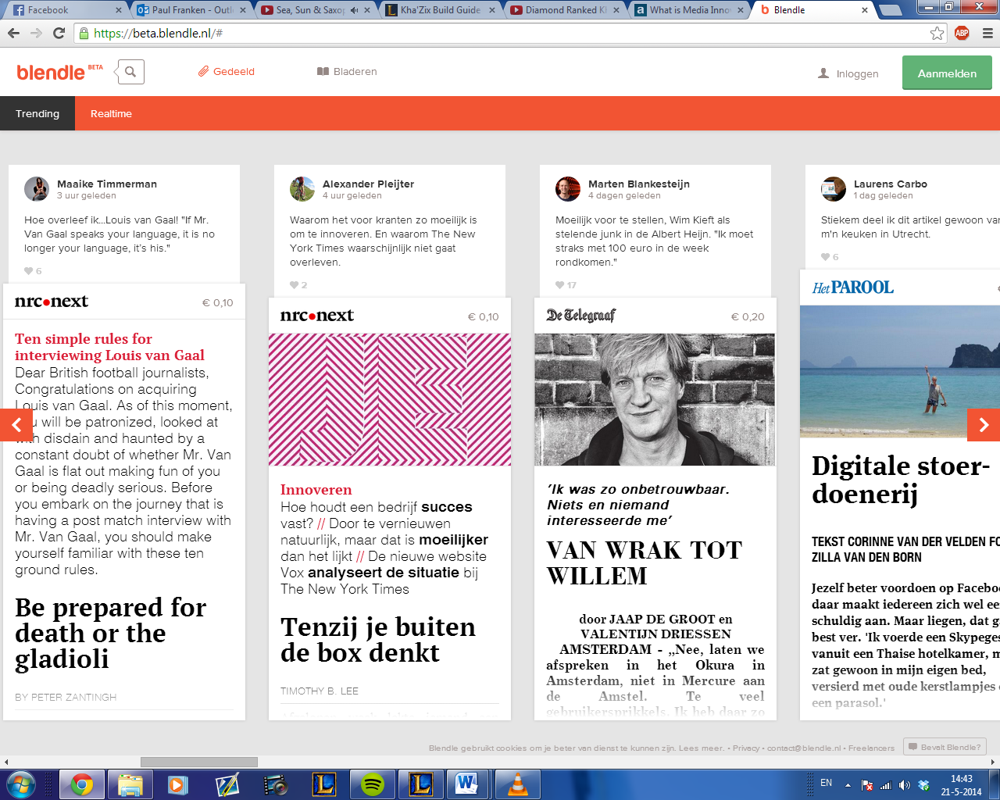 Facebook
Paul Franken - Outl
Sea, Sun & Saxop
Kha'Zix Build Guide
Diamond Ranked Kh
What is Media Inno
Blendle
https://beta.blendle.nl/#
ABP
blendle BETA
Gedeeld
Bladeren
Inloggen
Aanmelden
Trending
Realtime
Maaike Timmerman
3 uur geleden
Hoe overleef ik...Louis van Gaal! "If Mr.
Van Gaal speaks your language, it is no
longer your language, it's his."
6
nrc•next
€ 0,10
Ten simple rules for
interviewing Louis van Gaal
Dear British football journalists,
Congratulations on acquiring
Louis van Gaal. As of this moment,
u will be patronized, looked at
with disdain and haunted by a
constant doubt of whether Mr. Van
Gaal is flat out making fun of you
or being deadly serious. Before
you embark on the journey that is
having a post match interview with
Mr. Van Gaal, you should make
yourself familiar with these ten
ground rules.
Be prepared for
death or the
gladioli
BY PETER ZANTINGH
Alexander Pleijter
4 uur geleden
Waarom het voor kranten zo moeilijk is
om te innoveren. En waarom The New
York Times waarschijnlijk niet gaat
overleven.
2
nrc•next
€ 0,10
Innoveren
Hoe houdt een bedrijf succes
vast? // Door te vernieuwen
natuurlijk, maar dat is moeilijker
dan het lijkt // De nieuwe website
Vox analyseert de situatie bij
The New York Times
Tenzij je buiten
de box denkt
TIMOTHY B. LEE
Marten Blankesteijn
4 dagen geleden
Moeilijk voor te stellen, Wim Kieft als
stelende junk in de Albert Heijn. "Ik moet
straks met 100 euro in de week
rondkomen."
17
De Telegraaf
€ 0,20
'Ik was zo onbetrouwbaar.
Niets en niemand
interesseerde me'
VAN WRAK TOT
WILLEM
door JAAP DE GROOT en
VALENTIJN DRIESSEN
AMSTERDAM - „Nee, laten we
afspreken in het Okura in
Amsterdam, niet in Mercure aan
de Amstel. Te veel
gebruikersprikkels. Ik heb daar zo
Laurens Carbo
1 dag geleden
Stiekem deel ik dit artikel gewoon van
m'n keuken in Utrecht.
6
Het PAROOL
Digitale stoer-
doenerij
TEKST CORINNE VAN DER VELDEN FO
ZILLA VAN DEN BORN
Jezelf beter voordoen op Faceboo
daar maakt iedereen zich wel ee
schuldig aan. Maar liegen, dat ga
best ver. 'Ik voerde een Skypeges
vanuit een Thaise hotelkamer, m
zat gewoon in mijn eigen bed,
versierd met oude kerstlampjes
een parasol.'
Blendle gebruikt cookies om je beter van dienst te kunnen zijn. Lees meer. • Privacy • contact@blendle.nl • Freelancers
Bevalt Blendle?
EN
14:43
21-5-2014